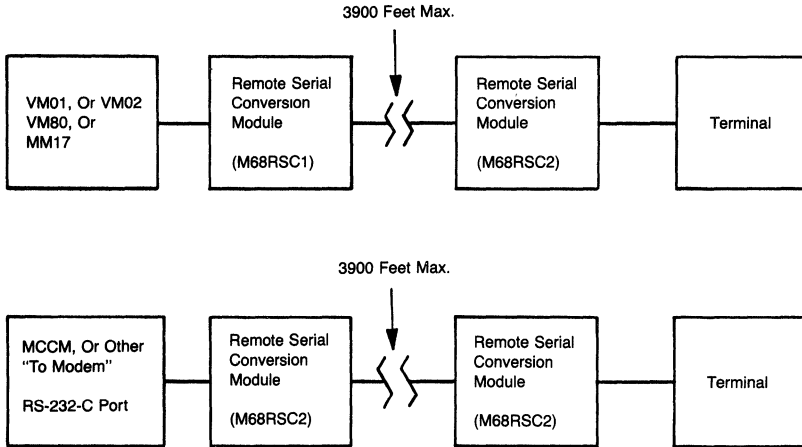 3900 Feet Max.
VM01, Or VM02
VM80, Or
MM17
Remote Serial
Conversion
Module
(M68RSC1)
Remote Serial
Conversion
Module
(M68RSC2)
Terminal
3900 Feet Max.
MCCM, Or Other
"To Modem"
RS-232-C Port
Remote Serial
Conversion
Module
(M68RSC2)
Remote Serial
Conversion
Module
(M68RSC2)
Terminal